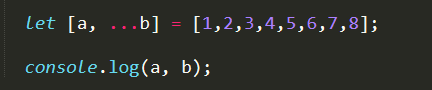 let [a, ...b] = [1,2,3,4,5,6,7,8];
console.log(a, b);